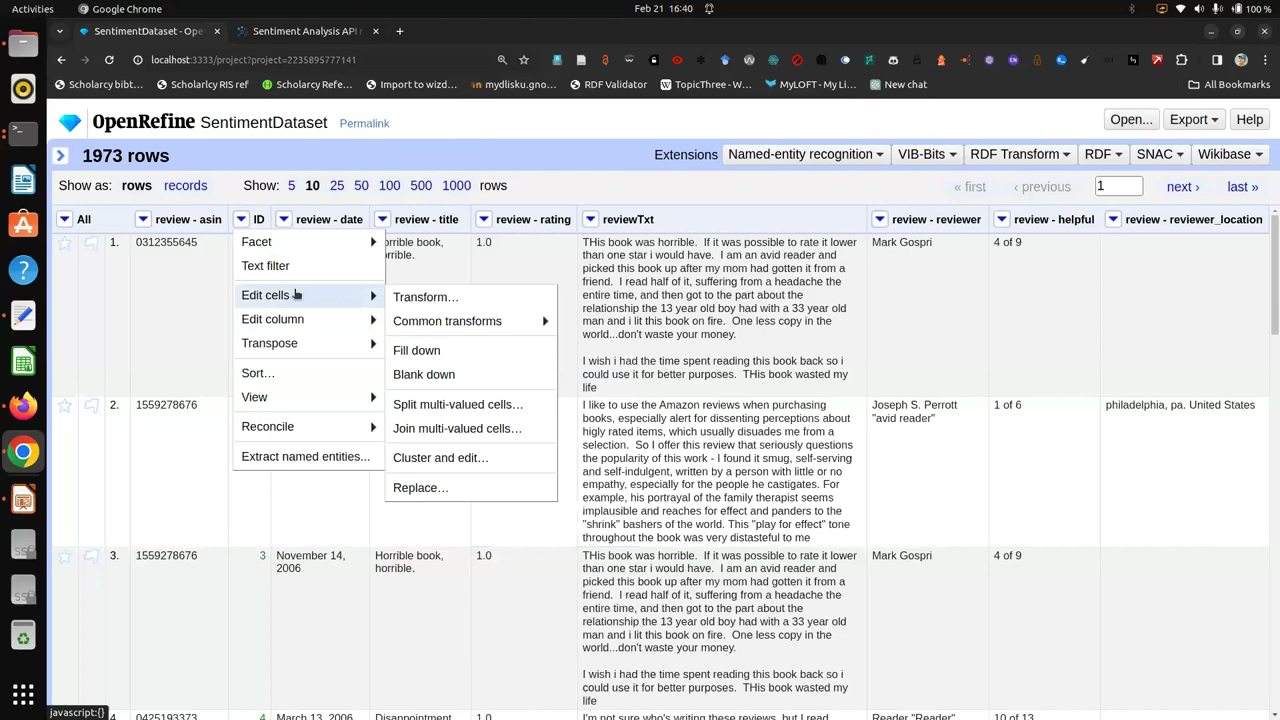 Activities
Google Chrome
Feb 21 16:40
100 %
SentimentDataset - Ope
Sentiment Analysis API
localhost:3333/project?project=2235895777141
Scholarcy bibt...
Scholarlcy RIS ref
Scholarcy Refe...
Import to wizd...
mydlisku.gno...
RDF Validator
TopicThree - W...
MyLOFT - My Li...
New chat
All Bookmarks
OpenRefine SentimentDataset Permalink
Open... Export Help
1973 rows
Extensions Named-entity recognition VIB-Bits RDF Transform RDF SNAC Wikibase
Show as: rows records Show: 5 10 25 50 100 500 1000 rows
« first ‹ previous 1 next › last »
All review - asin ID review - date review - title review - rating reviewTxt review - reviewer review - helpful review - reviewer_location
1. 0312355645
orrible book,
orrible.
1.0
THis book was horrible. If it was possible to rate it lower
than one star i would have. I am an avid reader and
picked this book up after my mom had gotten it from a
friend. I read half of it, suffering from a headache the
entire time, and then got to the part about the
relationship the 13 year old boy had with a 33 year old
man and i lit this book on fire. One less copy in the
world...don't waste your money.
I wish i had the time spent reading this book back so i
could use it for better purposes. THis book wasted my
life
Mark Gospri
4 of 9
Facet
Text filter
Edit cells
Edit column
Transpose
Sort...
View
Reconcile
Extract named entities...
Transform...
Common transforms
Fill down
Blank down
Split multi-valued cells...
Join multi-valued cells...
Cluster and edit...
Replace...
2. 1559278676
I like to use the Amazon reviews when purchasing
books, especially alert for dissenting perceptions about
higly rated items, which usually disuades me from a
selection. So I offer this review that seriously questions
the popularity of this work - I found it smug, self-serving
and self-indulgent, written by a person with little or no
empathy, especially for the people he castigates. For
example, his portrayal of the family therapist seems
implausible and reaches for effect and panders to the
"shrink" bashers of the world. This "play for effect" tone
throughout the book was very distasteful to me
Joseph S. Perrott
"avid reader"
1 of 6
philadelphia, pa. United States
3. 1559278676 3
November 14,
2006
Horrible book,
horrible.
1.0
THis book was horrible. If it was possible to rate it lower
than one star i would have. I am an avid reader and
picked this book up after my mom had gotten it from a
friend. I read half of it, suffering from a headache the
entire time, and then got to the part about the
relationship the 13 year old boy had with a 33 year old
man and i lit this book on fire. One less copy in the
world...don't waste your money.
I wish i had the time spent reading this book back so i
could use it for better purposes. THis book wasted my
life
Mark Gospri
4 of 9
4. 0425193373 4 March 13, 2006 Disappointment I'm not sure who's writing these reviews, but I read Reader "Reader" 10 of 13
javascript:{}